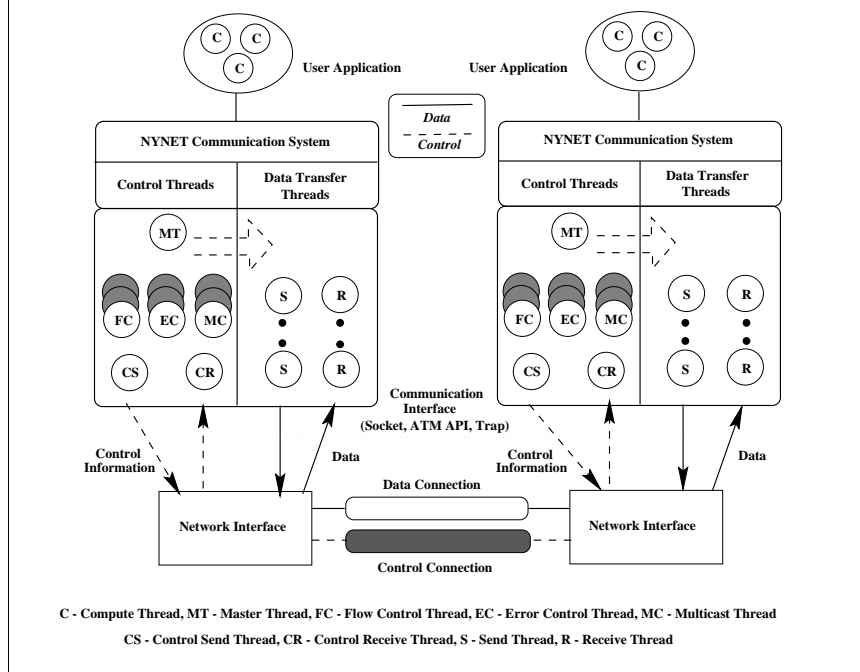 C
C
C
User Application
User Application
C
C
C
Data
Control
NYNET Communication System
Control Threads
Data Transfer
Threads
NYNET Communication System
Control Threads
Data Transfer
Threads
MT
FC
EC
MC
S
R
CS
CR
S
R
MT
FC
EC
MC
S
R
CS
CR
S
R
Communication
Interface
(Socket, ATM API, Trap)
Control
Information
Data
Control
Information
Data
Network Interface
Data Connection
Control Connection
Network Interface
C - Compute Thread, MT - Master Thread, FC - Flow Control Thread, EC - Error Control Thread, MC - Multicast Thread
CS - Control Send Thread, CR - Control Receive Thread, S - Send Thread, R - Receive Thread